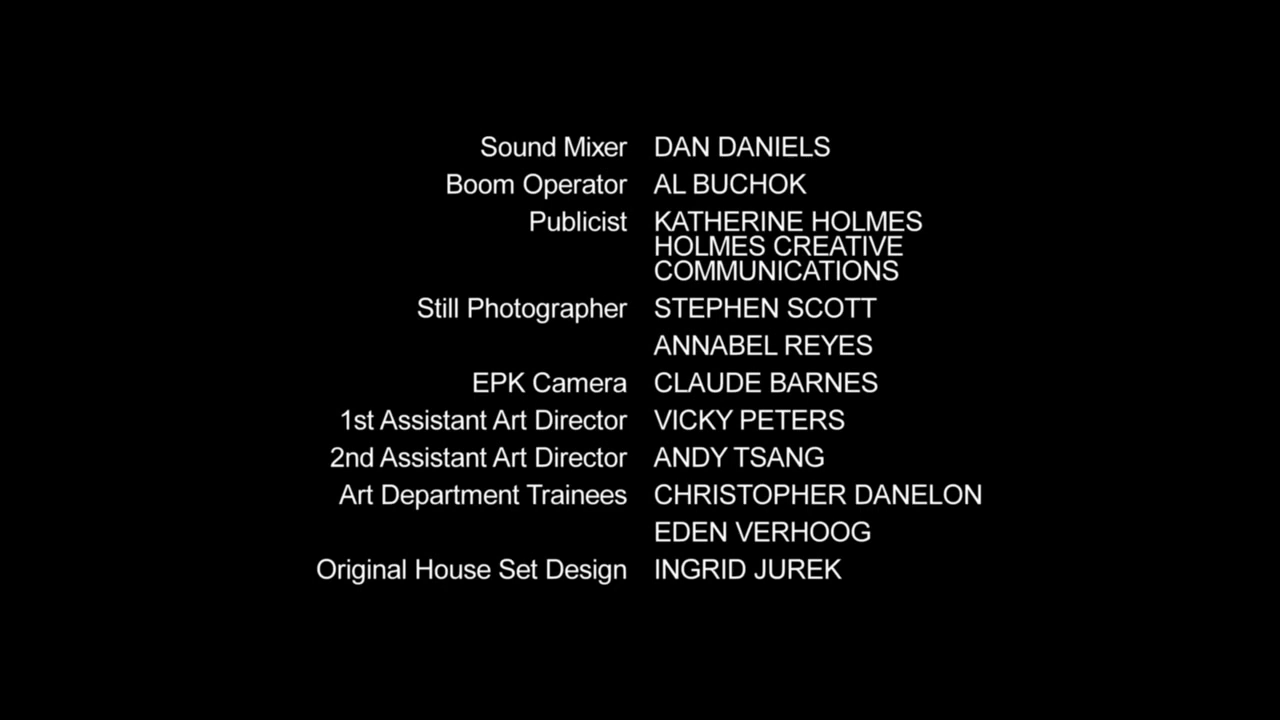 Sound Mixer DAN DANIELS
Boom Operator AL BUCHOK
Publicist KATHERINE HOLMES
HOLMES CREATIVE
COMMUNICATIONS
Still Photographer STEPHEN SCOTT
ANNABEL REYES
EPK Camera CLAUDE BARNES
1st Assistant Art Director VICKY PETERS
2nd Assistant Art Director ANDY TSANG
Art Department Trainees CHRISTOPHER DANELON
EDEN VERHOOG
Original House Set Design INGRID JUREK